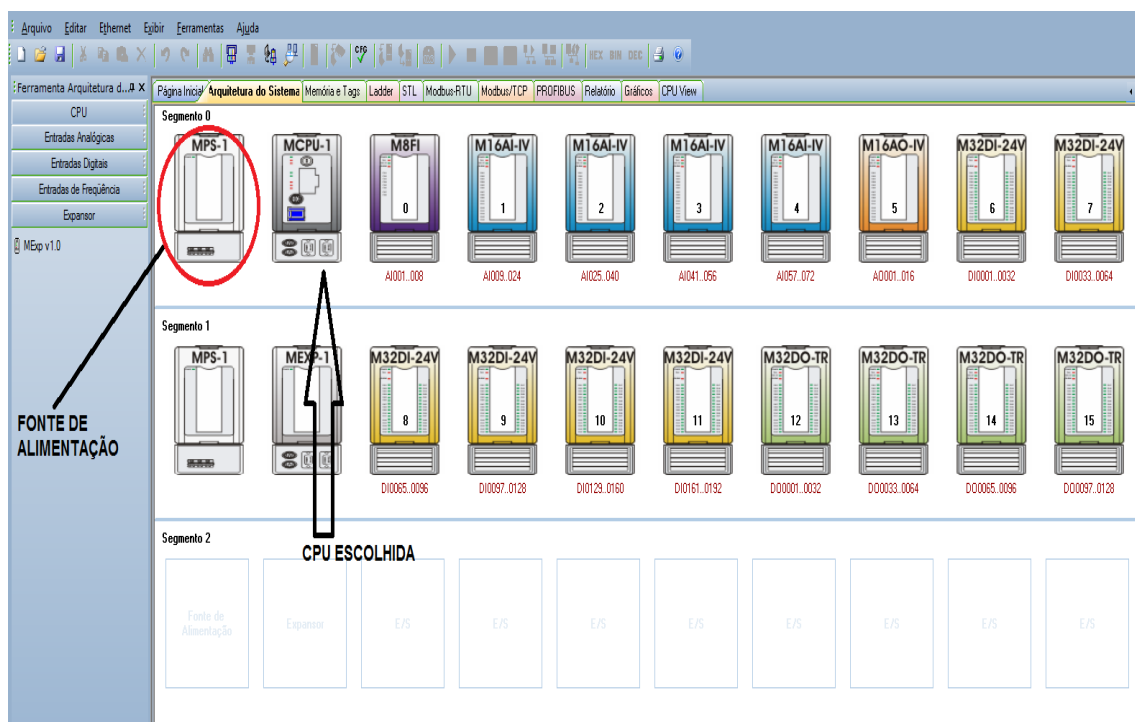 Arquivo Editar Ethernet Exibir Ferramentas Ajuda
CFG HEX BIN DEC
Ferramenta Arquitetura d...
Página Inicial Arquitetura do Sistema Memória e Tags Ladder STL Modbus-RTU Modbus/TCP PROFIBUS Relatório Gráficos CPU View
CPU
Entradas Analógicas
Entradas Digitais
Entradas de Freqüência
Expansor
MExp v1.0
Segmento 0
MPS-1 MCPU-1 M8FI M16AI-IV M16AI-IV M16AI-IV M16AI-IV M16AO-IV M32DI-24V M32DI-24V
0 1 2 3 4 5 6 7
AI001..008 AI009..024 AI025..040 AI041..056 AI057..072 AO001..016 DI0001..0032 DI0033..0064
Segmento 1
MPS-1 MEXP-1 M32DI-24V M32DI-24V M32DI-24V M32DI-24V M32DO-TR M32DO-TR M32DO-TR M32DO-TR
8 9 10 11 12 13 14 15
DI0065..0096 DI0097..0128 DI0129..0160 DI0161..0192 DO0001..0032 DO0033..0064 DO0065..0096 DO0097..0128
FONTE DE
ALIMENTAÇÃO
Segmento 2
CPU ESCOLHIDA
Fonte de
Alimentação
Expansor E/S E/S E/S E/S E/S E/S E/S E/S